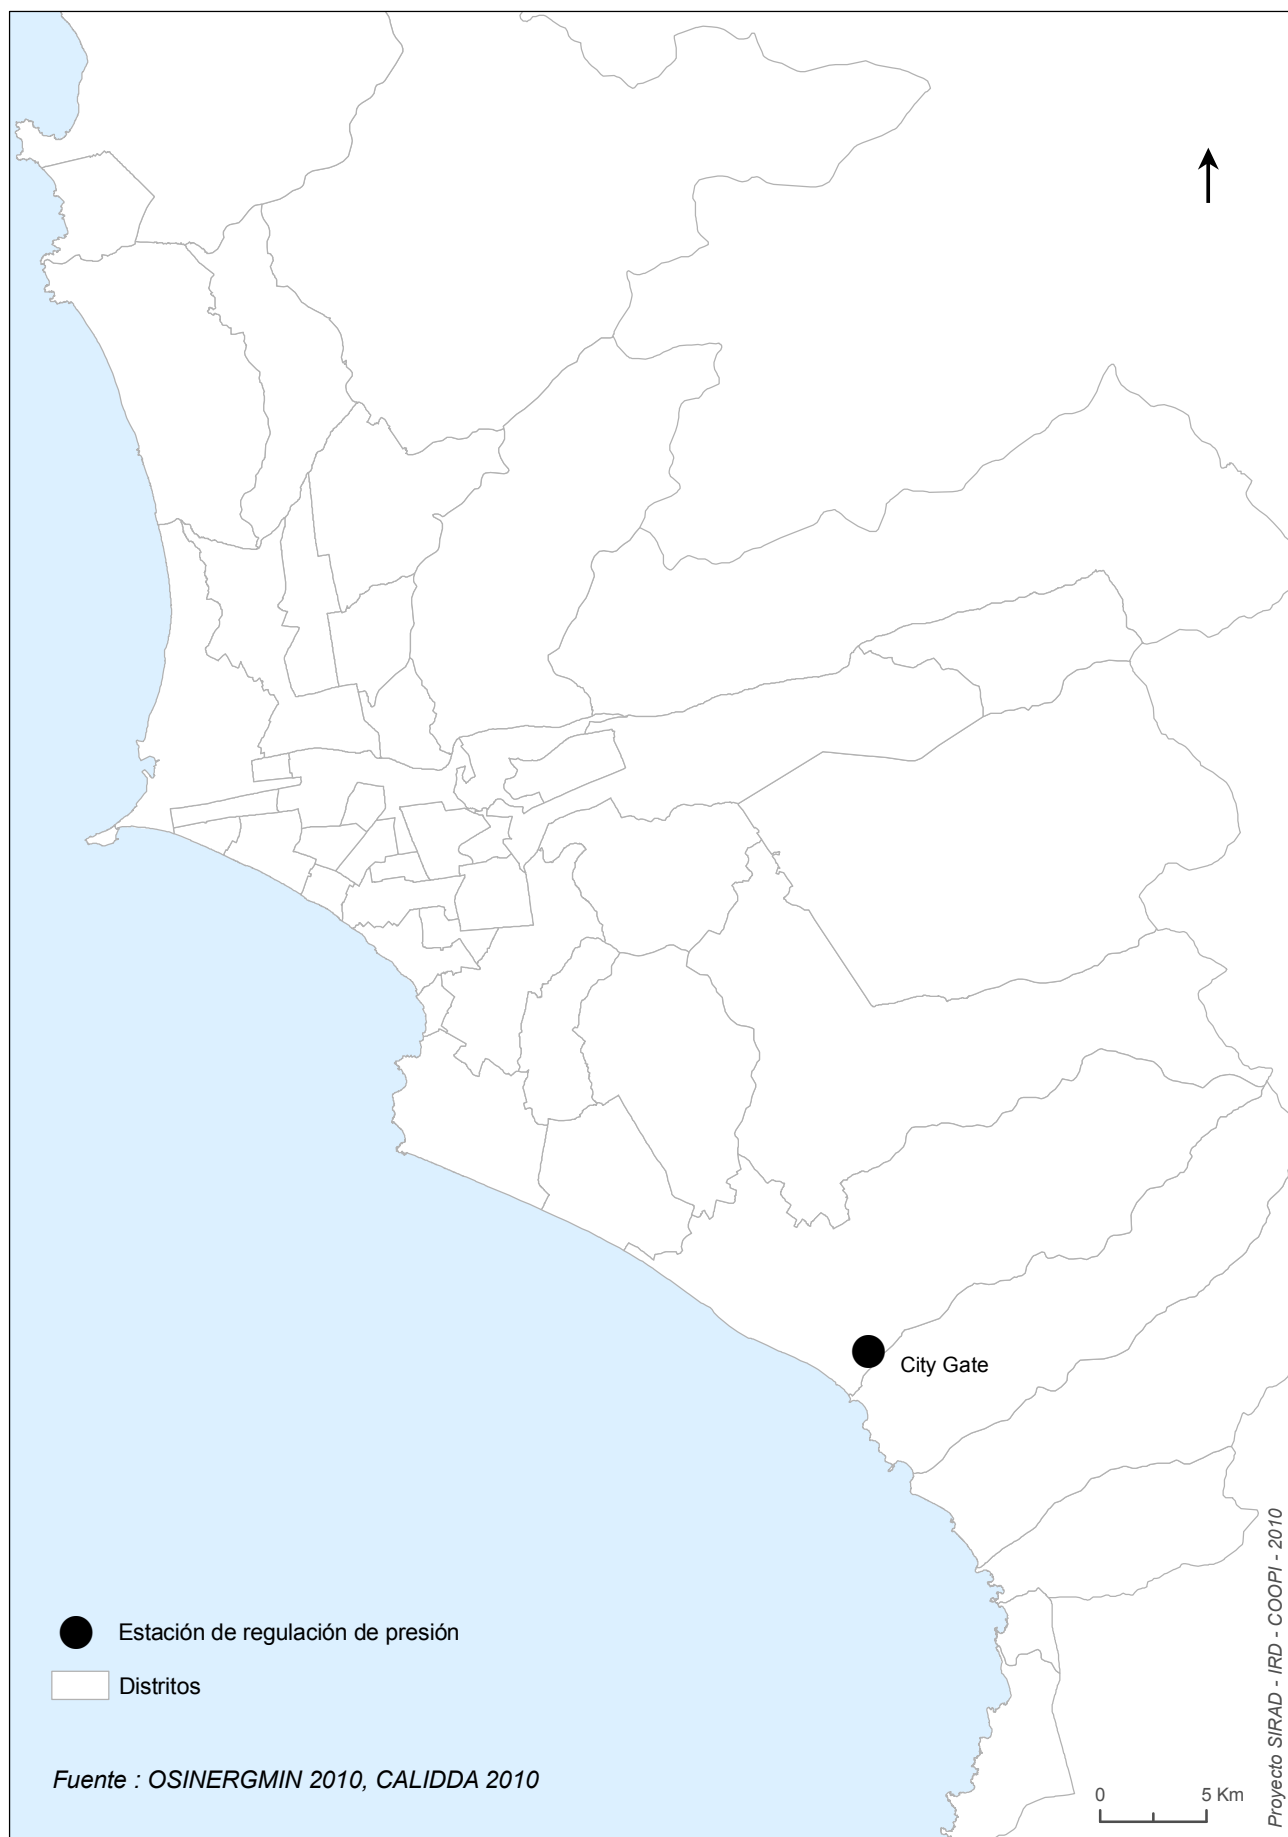 City Gate
Estación de regulación de presión
Distritos
Fuente : OSINERGMIN 2010, CALIDDA 2010
0 5 Km
Proyecto SIRAD - IRD - COOPI - 2010